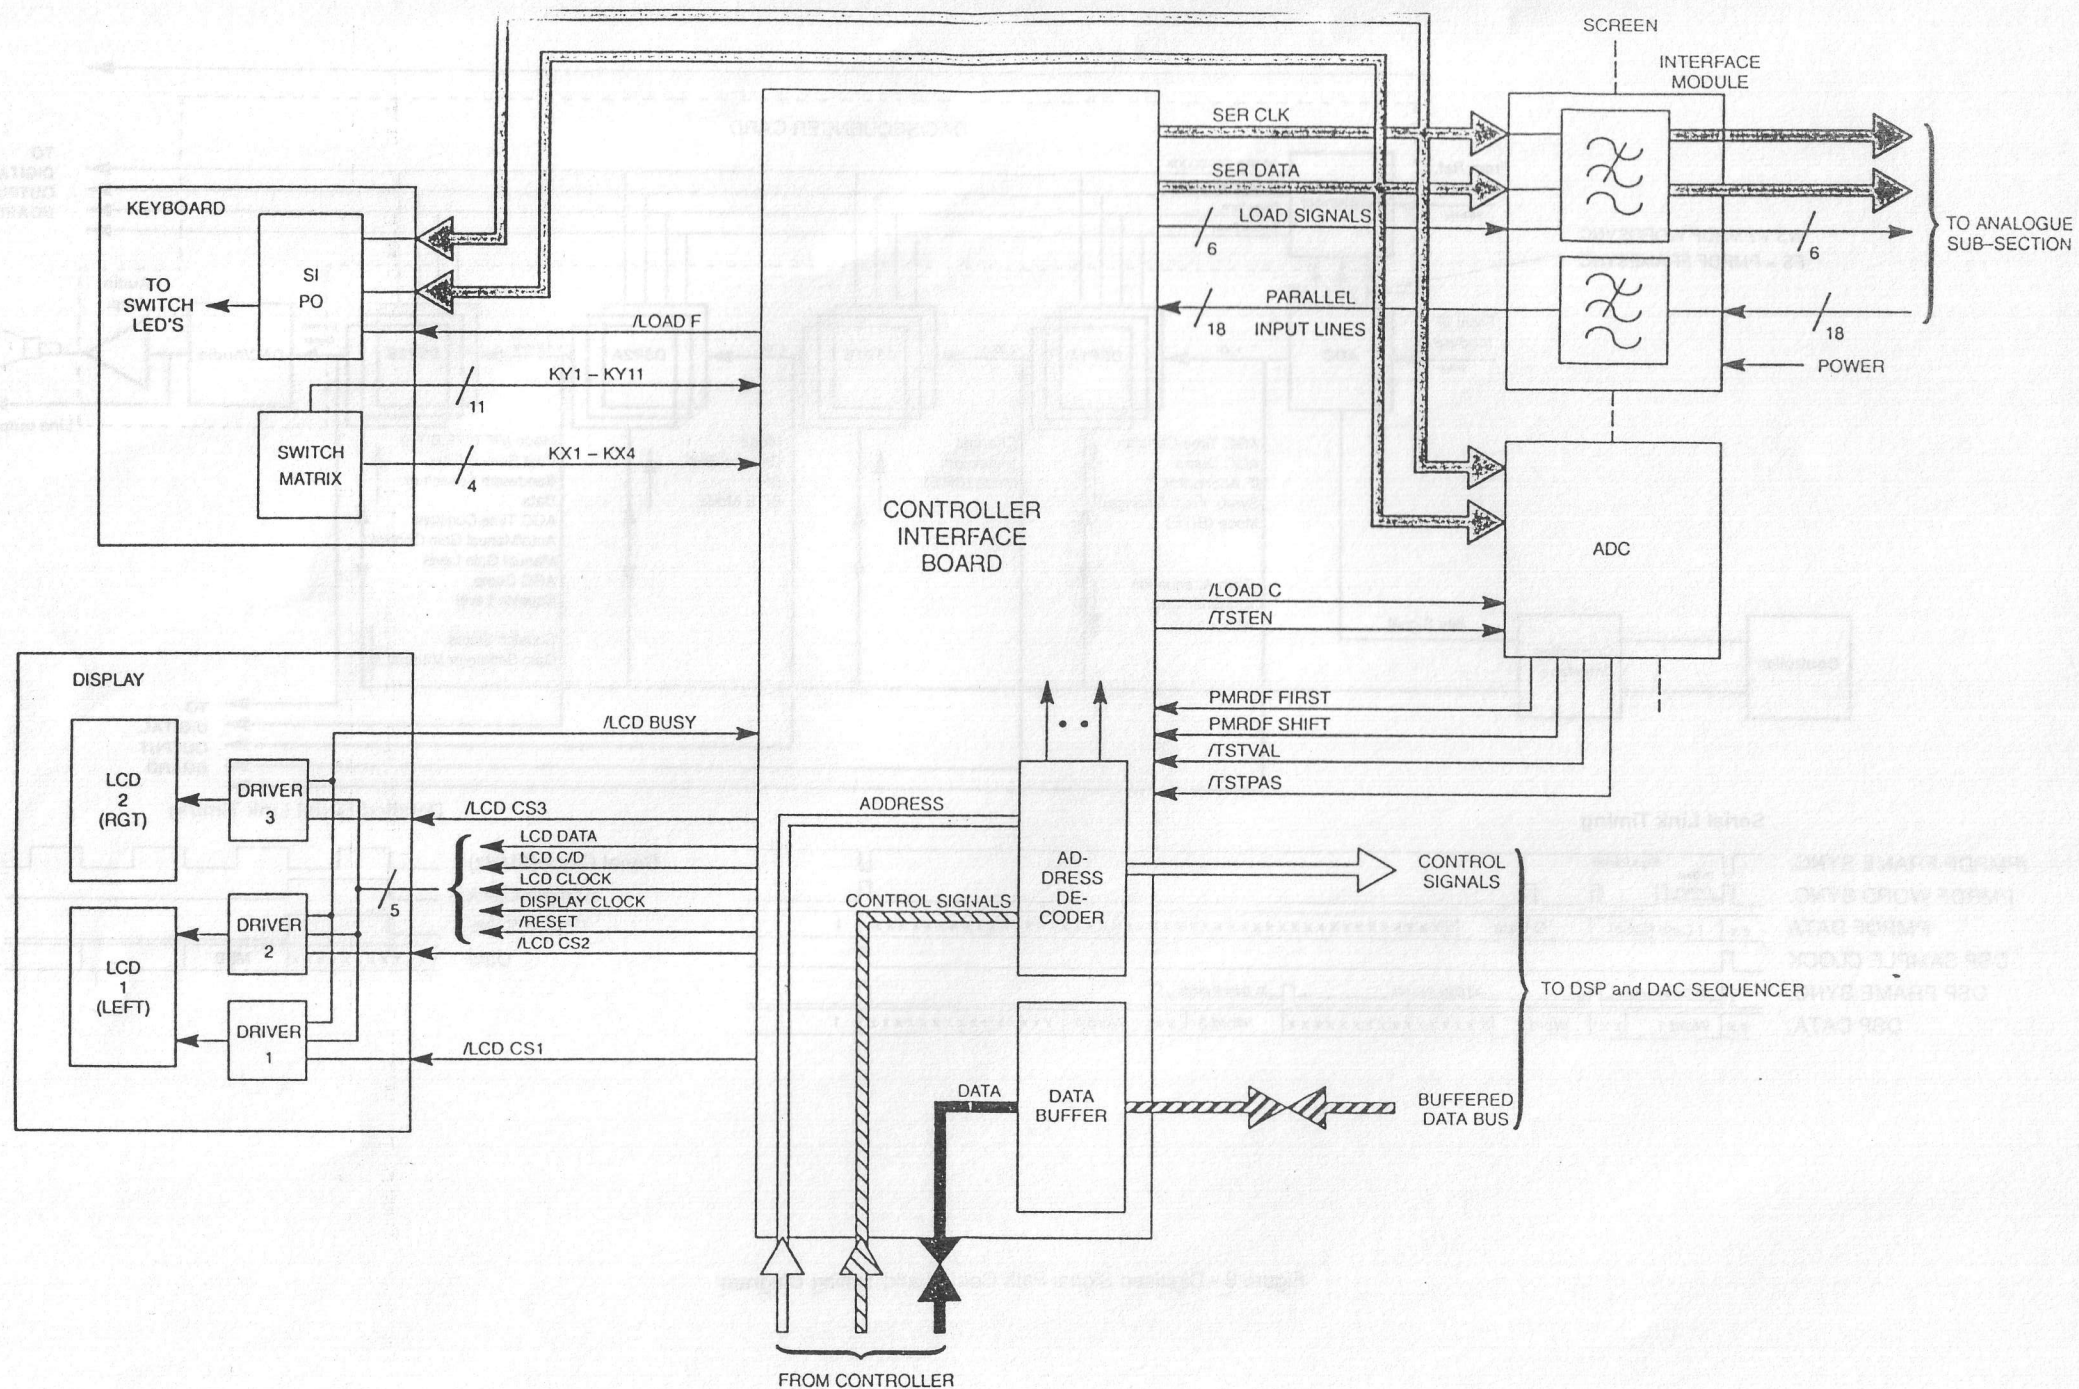 SCREEN
INTERFACE
MODULE
SER CLK
SER DATA
LOAD SIGNALS
6
PARALLEL
18
INPUT LINES
6
18
POWER
TO ANALOGUE
SUB-SECTION
KEYBOARD
SI
PO
TO
SWITCH
LED'S
/LOAD F
KY1 – KY11
11
SWITCH
MATRIX
KX1 – KX4
4
CONTROLLER
INTERFACE
BOARD
ADC
/LOAD C
/TSTEN
PMRDF FIRST
PMRDF SHIFT
/TSTVAL
/TSTPAS
DISPLAY
LCD
2
(RGT)
DRIVER
3
/LCD BUSY
/LCD CS3
LCD DATA
LCD C/D
LCD CLOCK
DISPLAY CLOCK
/RESET
/LCD CS2
5
DRIVER
2
LCD
1
(LEFT)
DRIVER
1
/LCD CS1
ADDRESS
CONTROL SIGNALS
AD-
DRESS
DE-
CODER
CONTROL
SIGNALS
TO DSP and DAC SEQUENCER
DATA
DATA
BUFFER
BUFFERED
DATA BUS
FROM CONTROLLER